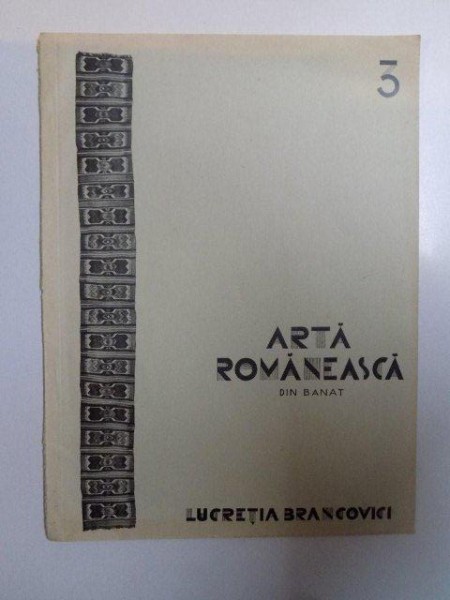 3
ARTĂ
ROMÂNEASCĂ
DIN BANAT
LUCREȚIA BRANCOVICI